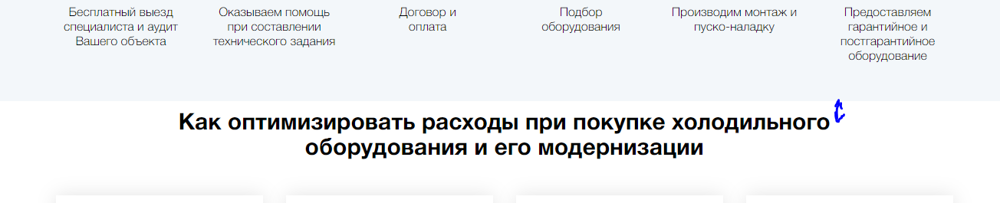 Бесплатный выезд
специалиста и аудит
Вашего объекта
Оказываем помощь
при составлении
технического задания
Договор и
оплата
Подбор
оборудования
Производим монтаж и
пуско-наладку
Предоставляем
гарантийное и
постгарантийное
оборудование
Как оптимизировать расходы при покупке холодильного
оборудования и его модернизации